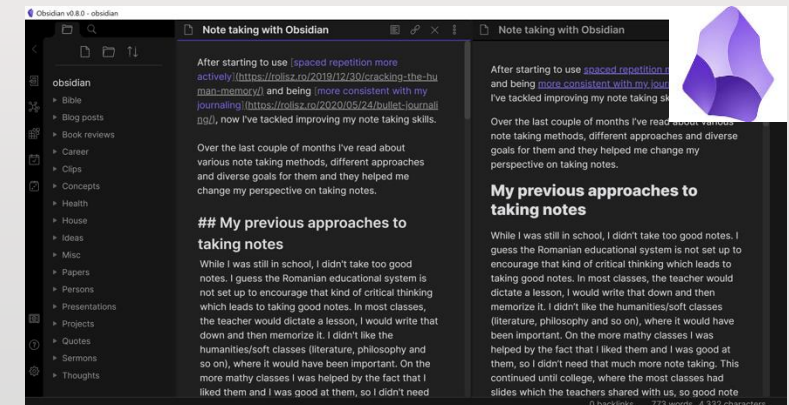 Obsidian v0.8.0 - obsidian
obsidian
Bible
Blog posts
Book reviews
Career
Clips
Concepts
Health
House
Ideas
Misc
Papers
Persons
Presentations
Projects
Quotes
Sermons
Thoughts
Note taking with Obsidian
After starting to use [spaced repetition more
actively](https://rolisz.ro/2019/12/30/cracking-the-hu
man-memory/) and being [more consistent with my
journaling](https://rolisz.ro/2020/05/24/bullet-journali
ng/), now I've tackled improving my note taking skills.
Over the last couple of months I've read about
various note taking methods, different approaches
and diverse goals for them and they helped me
change my perspective on taking notes.
## My previous approaches to
taking notes
While I was still in school, I didn't take too good
notes. I guess the Romanian educational system is
not set up to encourage that kind of critical thinking
which leads to taking good notes. In most classes,
the teacher would dictate a lesson, I would write that
down and then memorize it. I didn't like the
humanities/soft classes (literature, philosophy and
so on), where it would have been important. On the
more mathy classes I was helped by the fact that I
liked them and I was good at them, so I didn't need
Note taking with Obsidian
After starting to use spaced repetition
and being more consistent with my
I've tackled improving my note taking
Over the last couple of months I've read about various
note taking methods, different approaches and diverse
goals for them and they helped me change my
perspective on taking notes.
My previous approaches to
taking notes
While I was still in school, I didn't take too good notes. I
guess the Romanian educational system is not set up to
encourage that kind of critical thinking which leads to
taking good notes. In most classes, the teacher would
dictate a lesson, I would write that down and then
memorize it. I didn't like the humanities/soft classes
(literature, philosophy and so on), where it would have
been important. On the more mathy classes I was
helped by the fact that I liked them and I was good at
them, so I didn't need that much more note taking. This
continued until college, where the most classes had
slides which the teachers shared with us, so good note
0 backlinks 773 words 4,332 characters